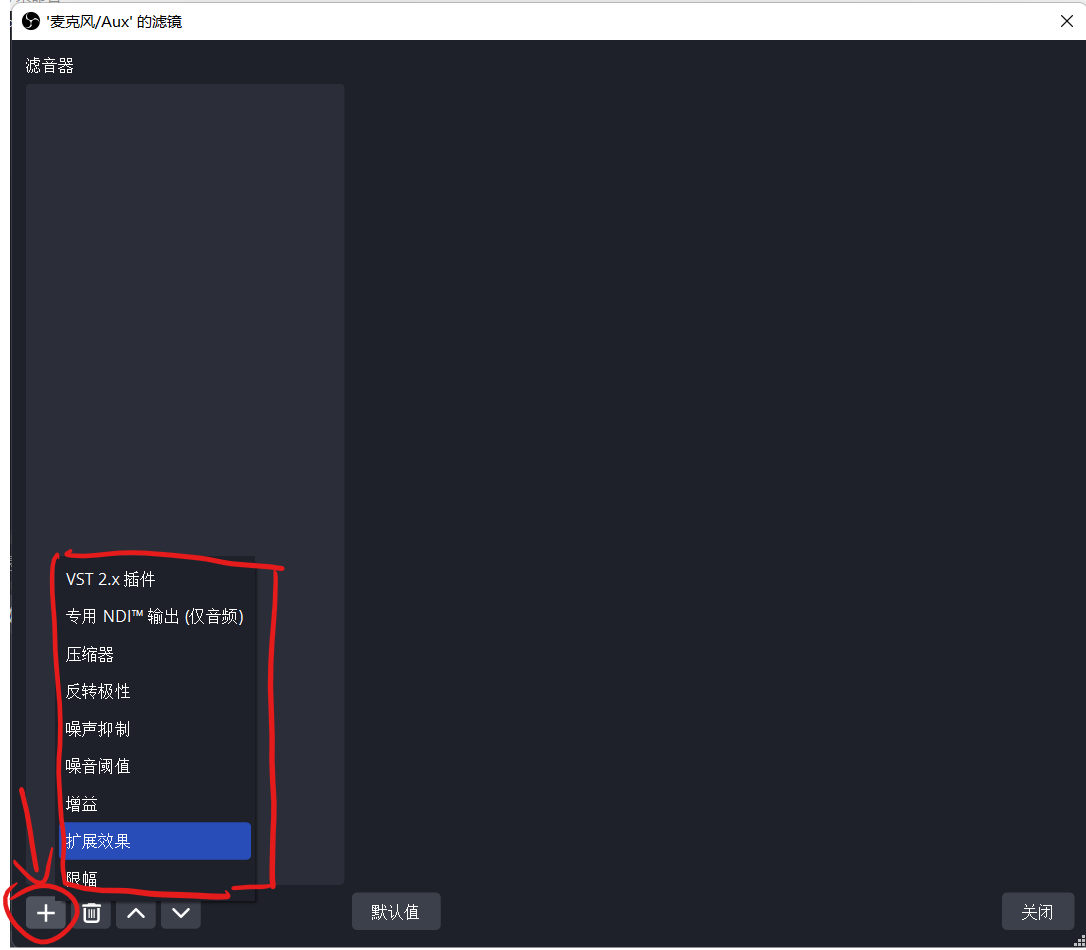 '麦克风/Aux' 的滤镜
滤音器
VST 2.x 插件
专用 NDI™ 输出 (仅音频)
压缩器
反转极性
噪声抑制
噪音阈值
增益
扩展效果
限幅
默认值
关闭